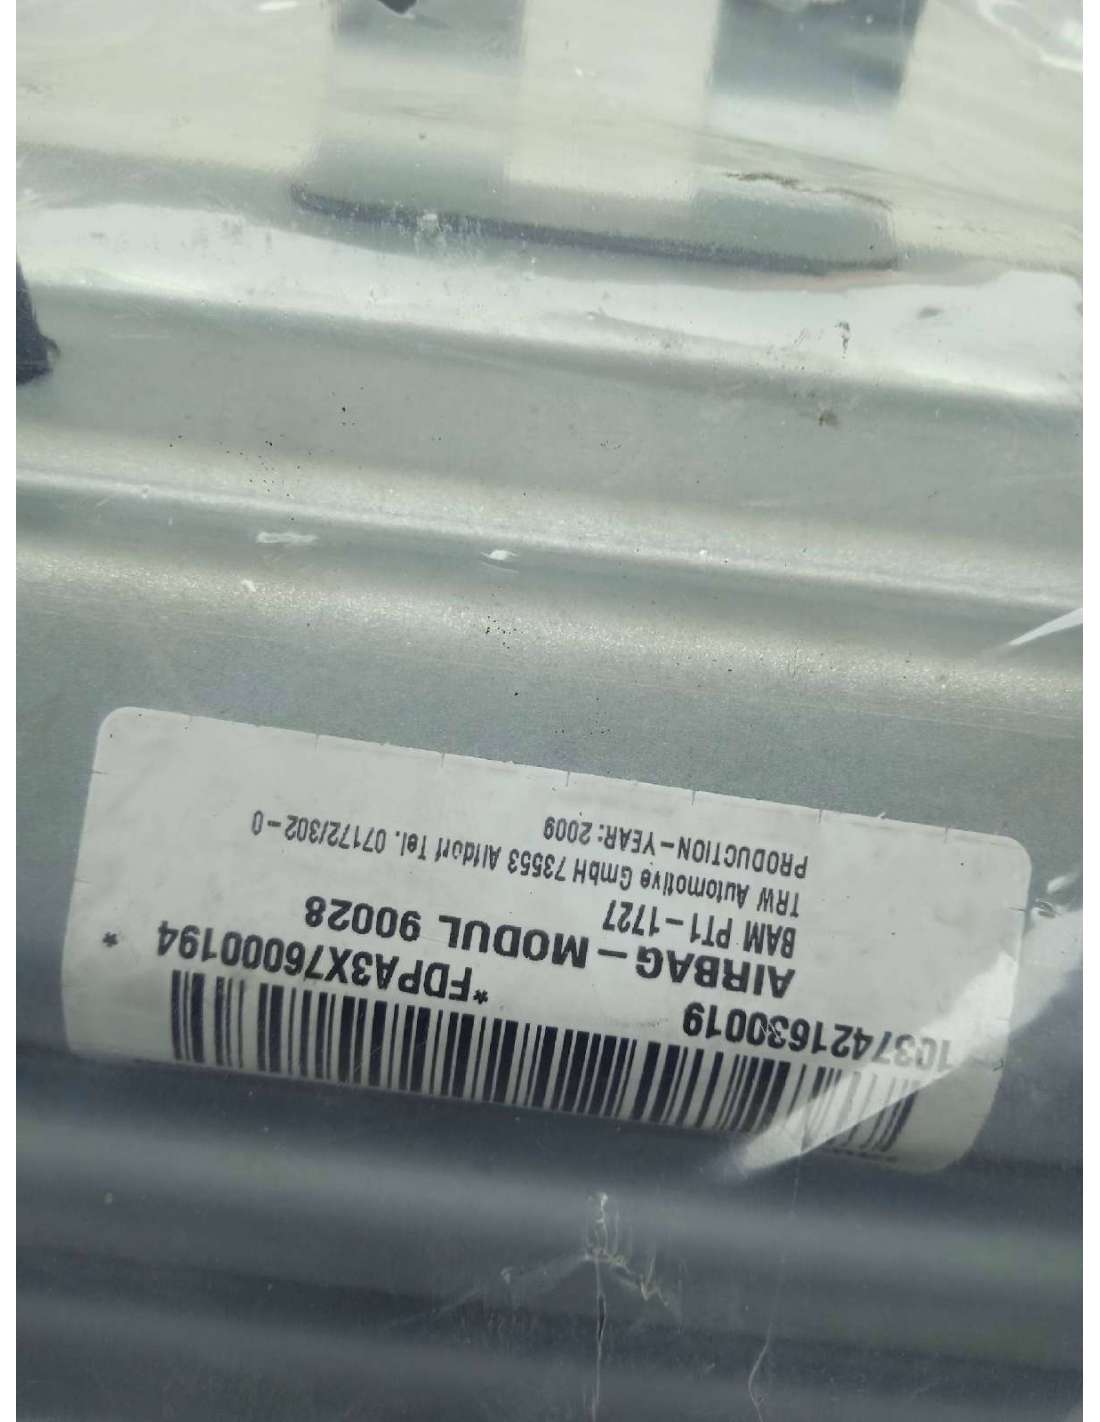 1037421630019
*FDPA3X76000194 *
AIRBAG-MODUL 90028
BAM PT1-1727
TRW Automotive GmbH 73553 Alfdorf Tel. 07172/302-0
PRODUCTION-YEAR: 2009